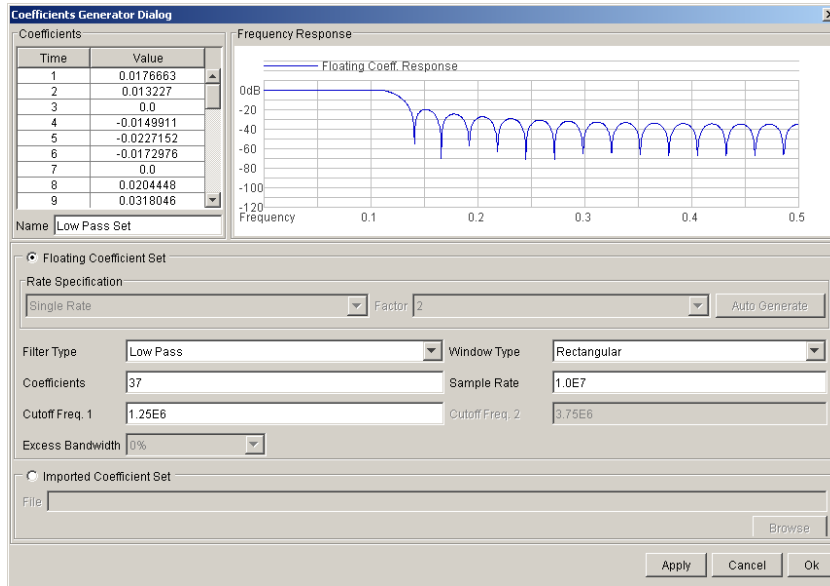 Coefficients Generator Dialog
Coefficients
Time Value
1 0.0176663
2 0.013227
3 0.0
4 -0.0149911
5 -0.0227152
6 -0.0172976
7 0.0
8 0.0204448
9 0.0318046
Name Low Pass Set
Frequency Response
Floating Coeff. Response
0dB
-20
-40
-60
-80
-100
-120
Frequency 0.1 0.2 0.3 0.4 0.5
Floating Coefficient Set
Rate Specification
Single Rate Factor 2 Auto Generate
Filter Type Low Pass Window Type Rectangular
Coefficients 37 Sample Rate 1.0E7
Cutoff Freq. 1 1.25E6 Cutoff Freq. 2 3.75E6
Excess Bandwidth 0%
Imported Coefficient Set
File
Browse
Apply Cancel Ok